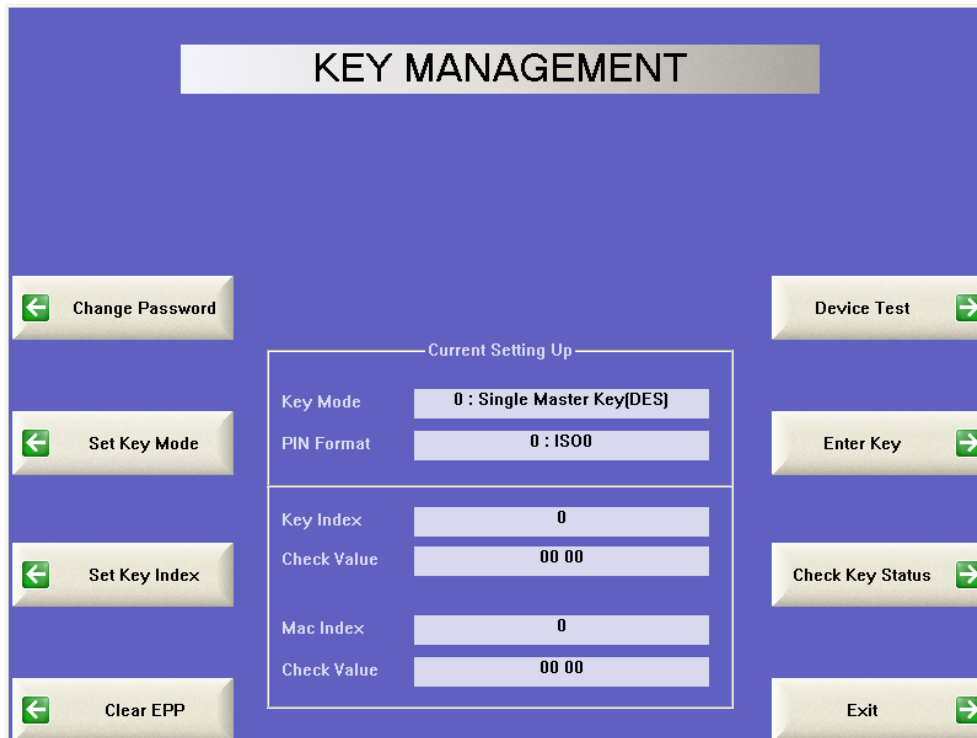 KEY MANAGEMENT
Change Password
Device Test
Current Setting Up
Key Mode 0 : Single Master Key(DES)
PIN Format 0 : ISO0
Set Key Mode
Enter Key
Key Index 0
Check Value 00 00
Set Key Index
Check Key Status
Mac Index 0
Check Value 00 00
Clear EPP
Exit